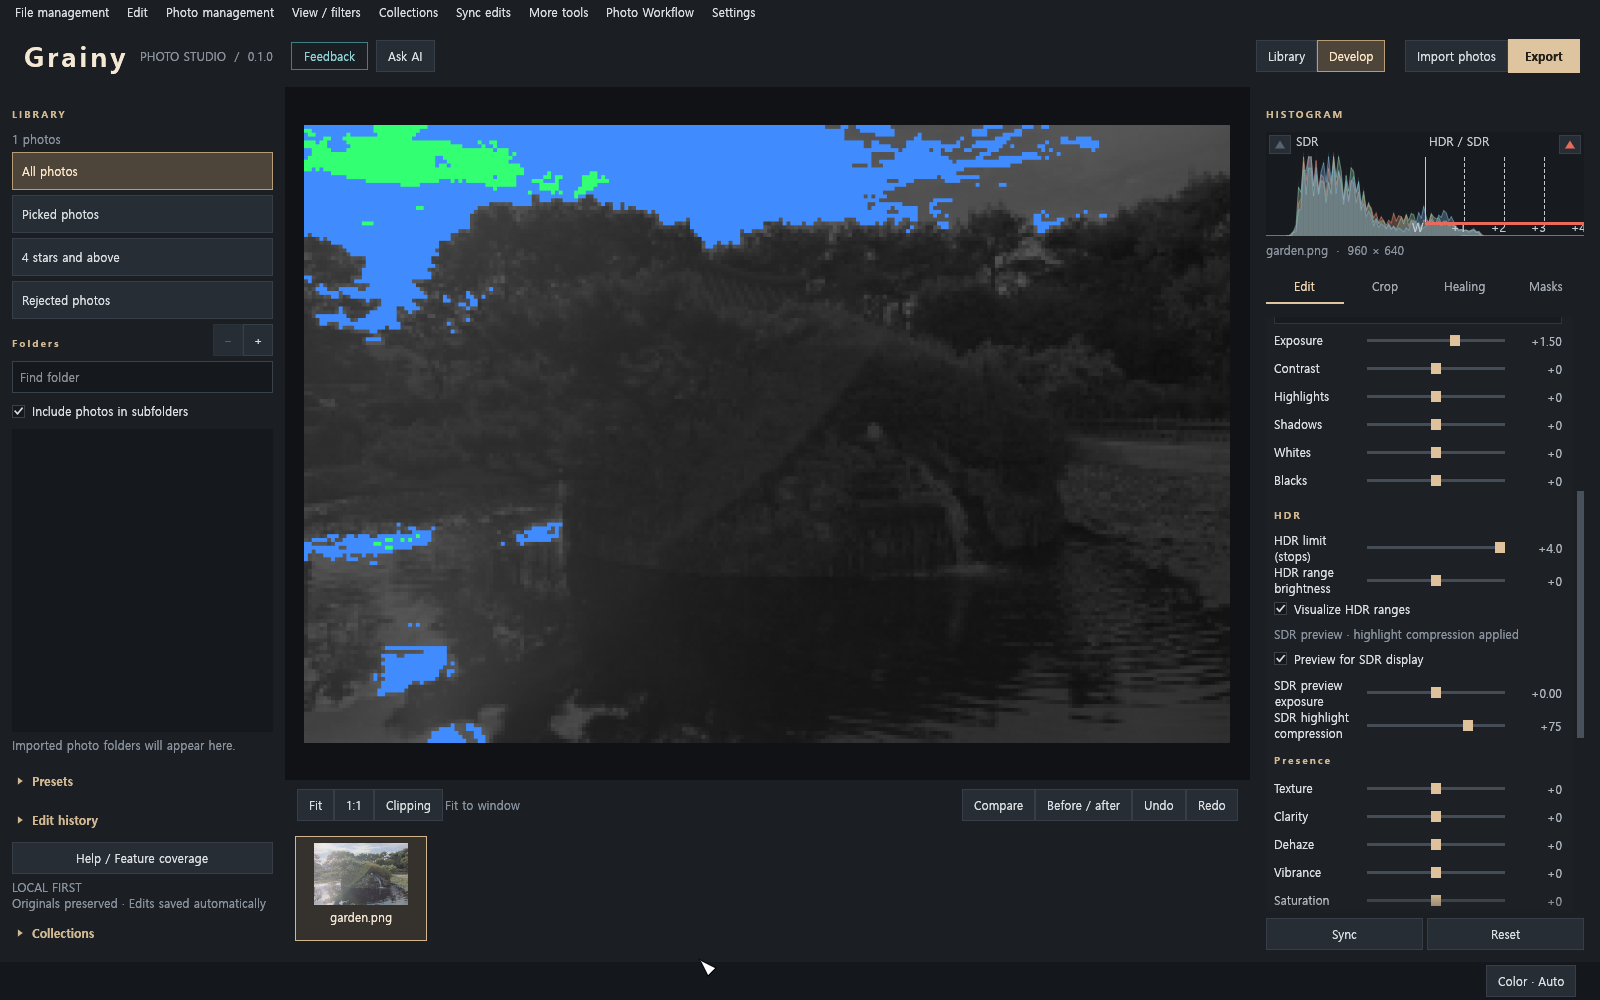 File management Edit Photo management View / filters Collections Sync edits More tools Photo Workflow Settings
Grainy PHOTO STUDIO / 0.1.0 Feedback Ask AI Library Develop Import photos Export
LIBRARY
1 photos
All photos
Picked photos
4 stars and above
Rejected photos
Folders − +
Find folder
Include photos in subfolders
Imported photo folders will appear here.
Presets
Edit history
Help / Feature coverage
LOCAL FIRST
Originals preserved · Edits saved automatically
Collections
Fit 1:1 Clipping Fit to window Compare Before / after Undo Redo
garden.png
HISTOGRAM
SDR HDR / SDR
W +1 +2 +3 +4
garden.png · 960 × 640
Edit Crop Healing Masks
Exposure +1.50
Contrast +0
Highlights +0
Shadows +0
Whites +0
Blacks +0
HDR
HDR limit (stops) +4.0
HDR range brightness +0
Visualize HDR ranges
SDR preview · highlight compression applied
Preview for SDR display
SDR preview exposure +0.00
SDR highlight compression +75
Presence
Texture +0
Clarity +0
Dehaze +0
Vibrance +0
Saturation +0
Sync Reset
Color · Auto